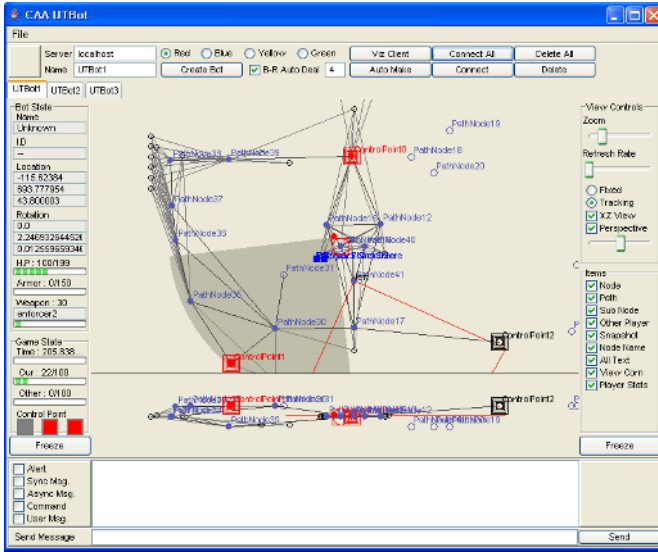 CAA UTBot
File
Server localhost Red Blue Yellow Green Viz Client Connect All Delete All
Name UTBot1 Create Bot B-R Auto Deal 4 Auto Make Connect Delete
UTBot1 UTBot2 UTBot3
Bot State
Name
Unknown
I.D
--
Location
-115.62384
893.777954
43.800003
Rotation
0.0
H.P : 100/199
Armor : 0/150
Weapon : 30
enforcer2
Game State
Time : 205.838
Our : 22/100
Other : 0/100
Control Point
Freeze
PathNode19
ControlPoint0
PathNode18
PathNode20
PathNode38
PathNode39
PathNode37
PathNode36
PathNode12
PathNode40
PathNode31
PathNode41
PathNode35
PathNode30
PathNode17
ControlPoint2
ControlPoint1
ControlPoint1
ControlPoint2
View Controls
Zoom
Refresh Rate
Fixed
Tracking
XZ View
Perspective
Items
Node
Path
Sub Node
Other Player
Snapshot
Node Name
All Text
View Corn
Player Stats
Freeze
Alert
Sync Msg.
Async Msg.
Command
User Msg.
Send Message Send